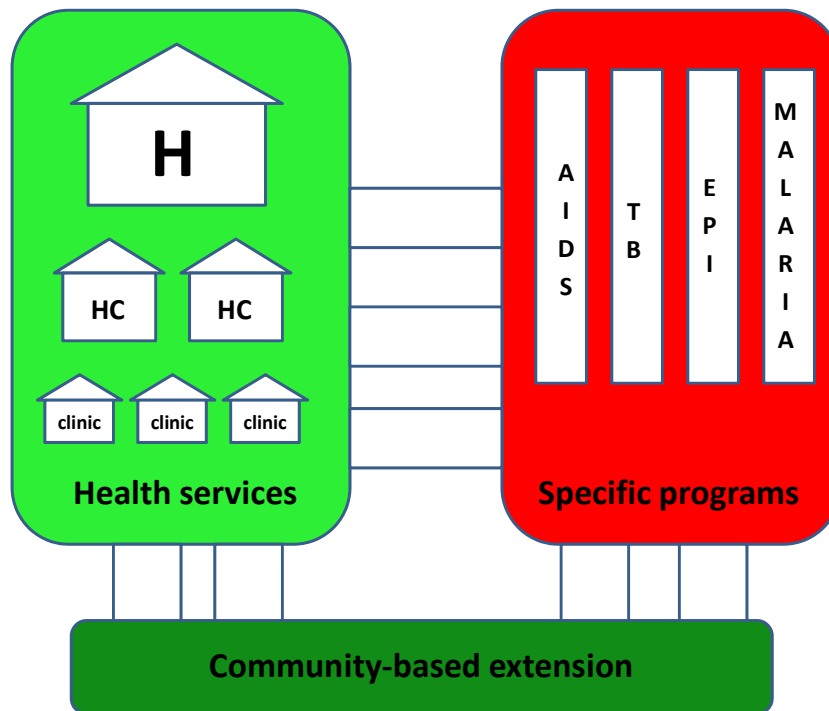 H
HC HC
clinic clinic clinic
Health services
AIDS
TB
EPI
MALARIA
Specific programs
Community-based extension